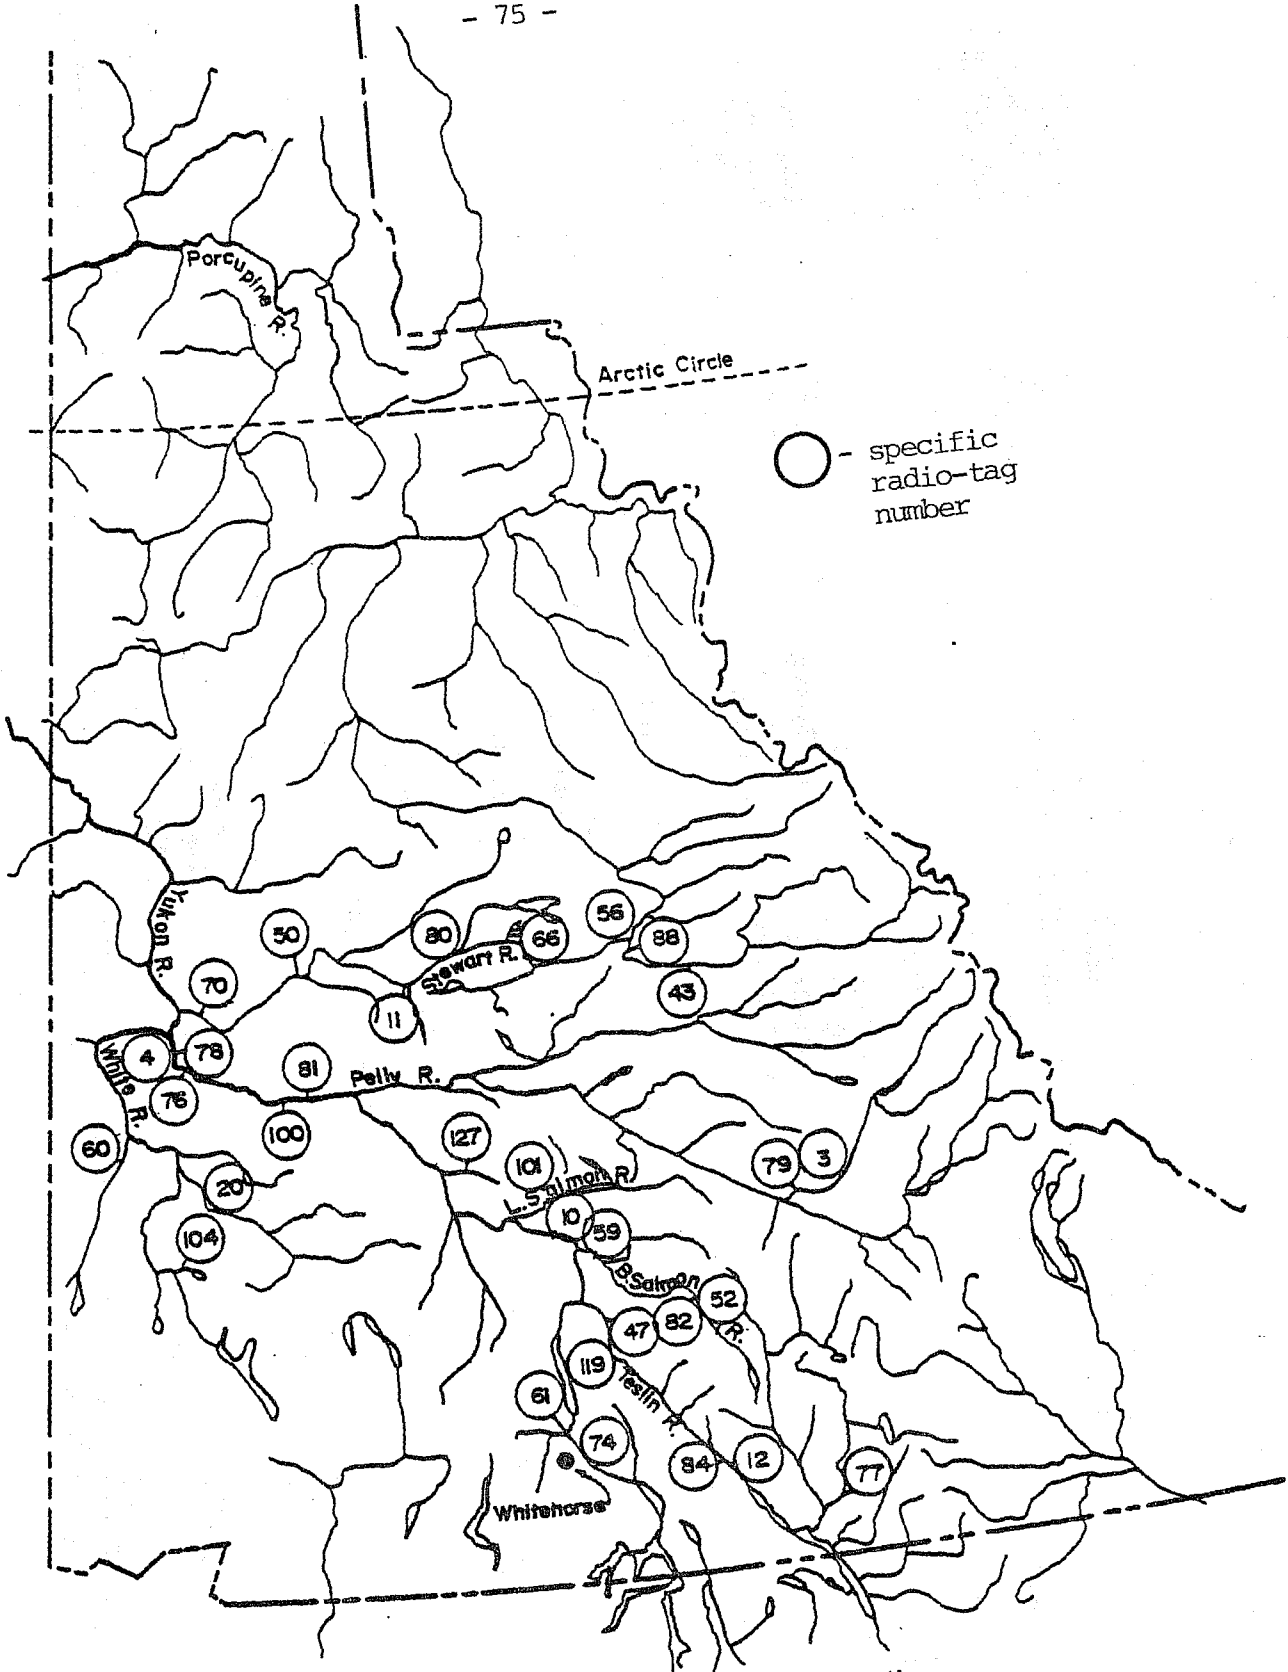 - 75 -
Porcupine R.
Arctic Circle
- specific
radio-tag
number
Yukon R.
50
80
66
56
88
Stewart R.
70
43
11
White R.
4
78
81
Pelly R.
76
100
60
127
101
79
3
20
L. Salmon R.
10
59
104
B. Salmon R.
52
47
82
119
Teslin R.
61
74
84
12
77
Whitehorse